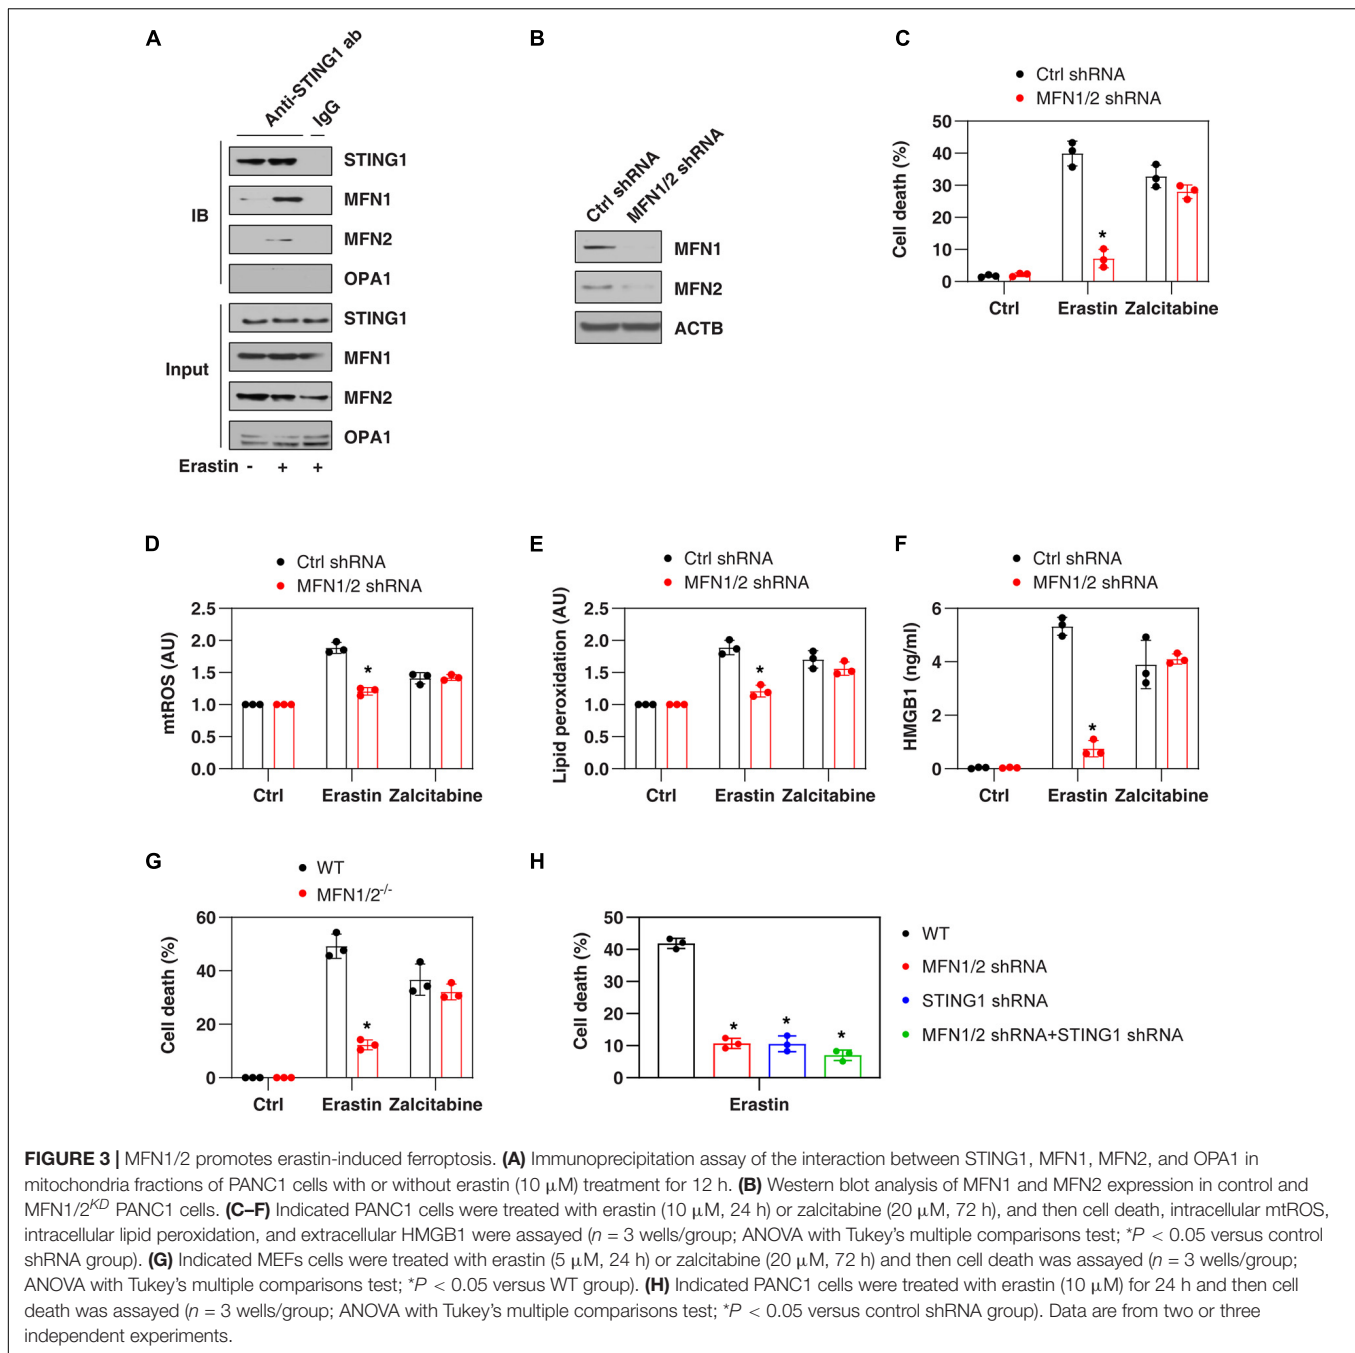 A
Anti-STING1 ab
IgG
IB
STING1
MFN1
MFN2
OPA1
Input
STING1
MFN1
MFN2
OPA1
Erastin - + +
B
Ctrl shRNA
MFN1/2 shRNA
MFN1
MFN2
ACTB
C
Ctrl shRNA
MFN1/2 shRNA
Cell death (%)
50
40
30
20
10
0
*
Ctrl Erastin Zalcitabine
D
Ctrl shRNA
MFN1/2 shRNA
mtROS (AU)
2.5
2.0
1.5
1.0
0.5
0.0
*
Ctrl Erastin Zalcitabine
E
Ctrl shRNA
MFN1/2 shRNA
Lipid peroxidation (AU)
2.5
2.0
1.5
1.0
0.5
0.0
*
Ctrl Erastin Zalcitabine
F
Ctrl shRNA
MFN1/2 shRNA
HMGB1 (ng/ml)
6
4
2
0
*
Ctrl Erastin Zalcitabine
G
WT
MFN1/2-/-
Cell death (%)
60
40
20
0
*
Ctrl Erastin Zalcitabine
H
Cell death (%)
50
40
30
20
10
0
* * *
Erastin
WT
MFN1/2 shRNA
STING1 shRNA
MFN1/2 shRNA+STING1 shRNA
FIGURE 3 | MFN1/2 promotes erastin-induced ferroptosis. (A) Immunoprecipitation assay of the interaction between STING1, MFN1, MFN2, and OPA1 in
mitochondria fractions of PANC1 cells with or without erastin (10 μM) treatment for 12 h. (B) Western blot analysis of MFN1 and MFN2 expression in control and
MFN1/2KD PANC1 cells. (C–F) Indicated PANC1 cells were treated with erastin (10 μM, 24 h) or zalcitabine (20 μM, 72 h), and then cell death, intracellular mtROS,
intracellular lipid peroxidation, and extracellular HMGB1 were assayed (n = 3 wells/group; ANOVA with Tukey's multiple comparisons test; *P < 0.05 versus control
shRNA group). (G) Indicated MEFs cells were treated with erastin (5 μM, 24 h) or zalcitabine (20 μM, 72 h) and then cell death was assayed (n = 3 wells/group;
ANOVA with Tukey's multiple comparisons test; *P < 0.05 versus WT group). (H) Indicated PANC1 cells were treated with erastin (10 μM) for 24 h and then cell
death was assayed (n = 3 wells/group; ANOVA with Tukey's multiple comparisons test; *P < 0.05 versus control shRNA group). Data are from two or three
independent experiments.